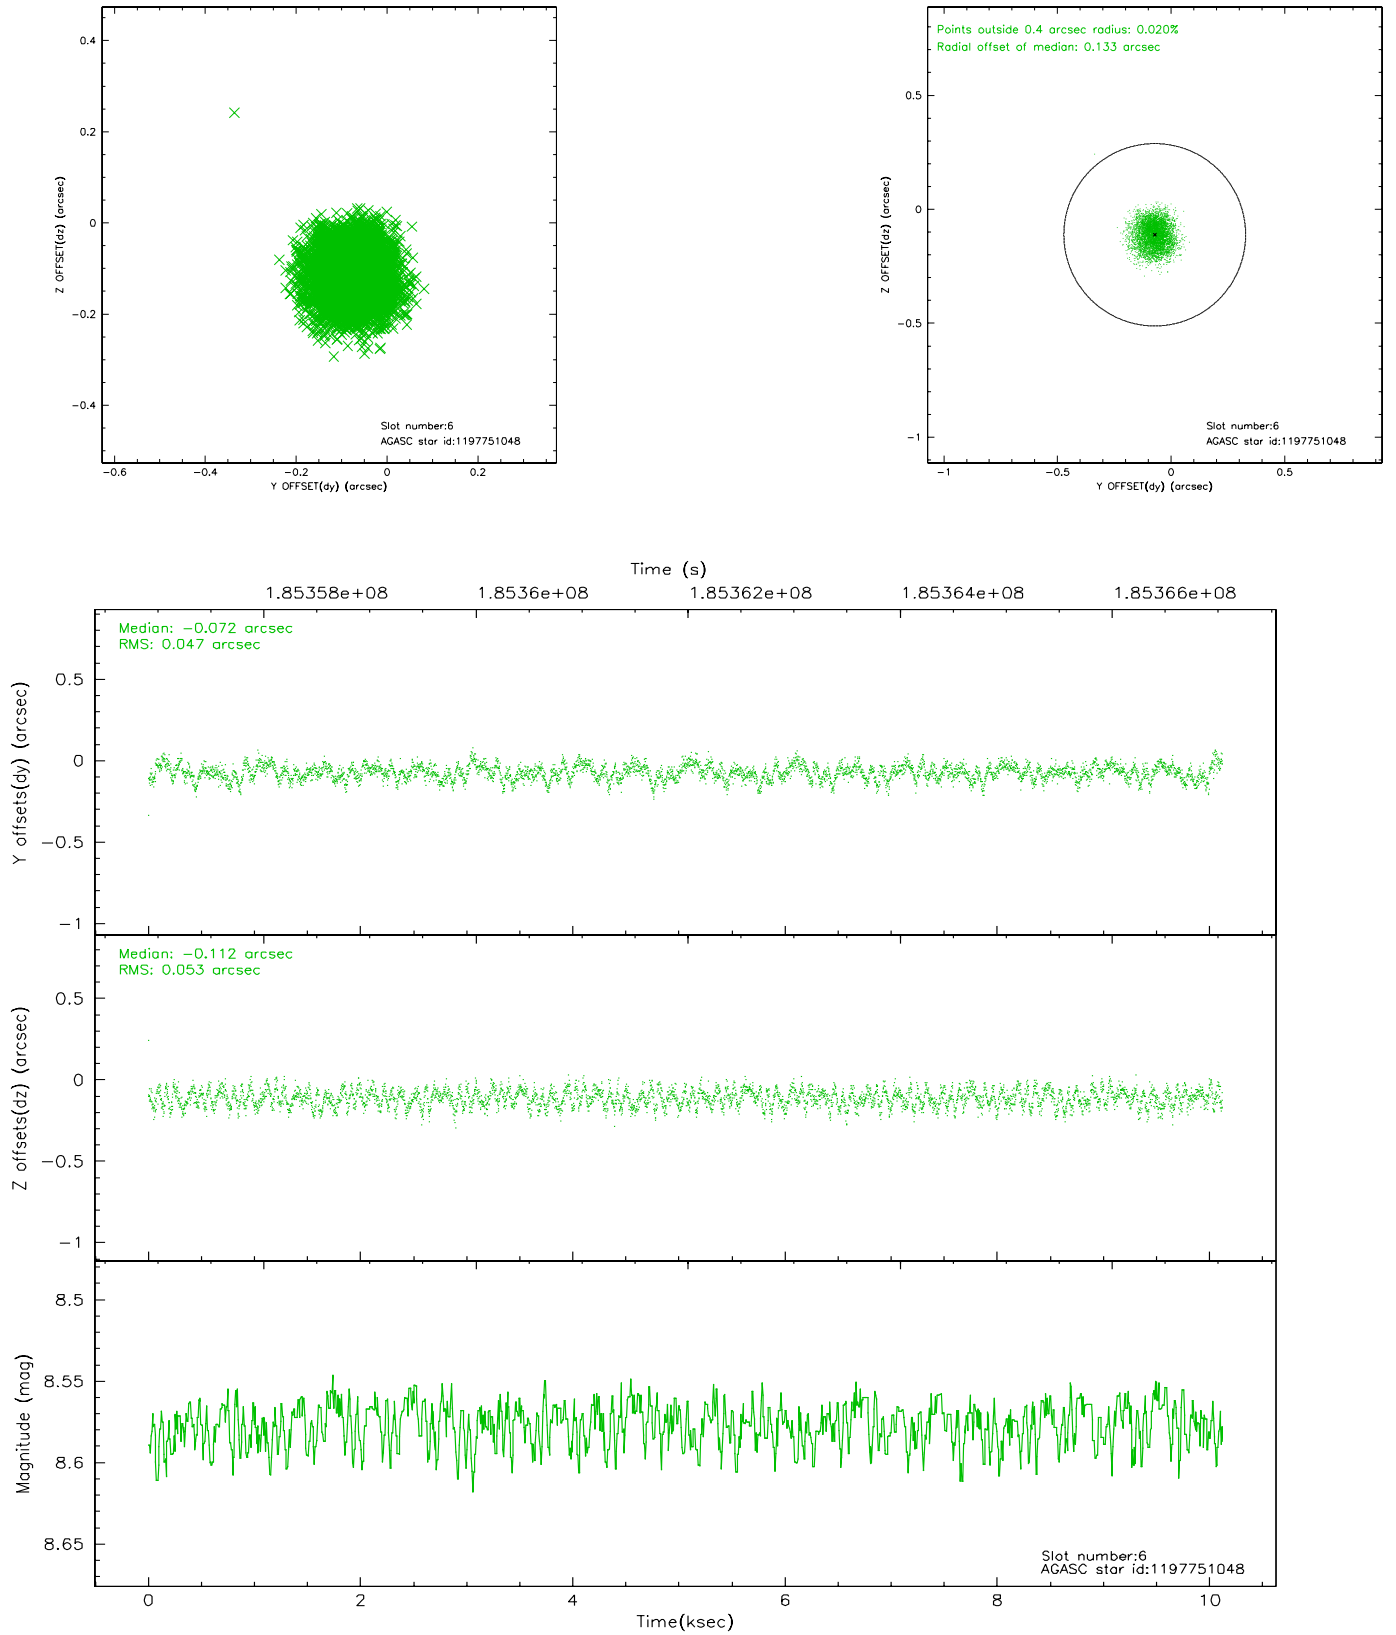 0.4
0.2
0
−0.2
−0.4
Z OFFSET(dz) (arcsec)
Slot number:6
AGASC star id:1197751048
−0.6 −0.4 −0.2 0 0.2
Y OFFSET(dy) (arcsec)
Points outside 0.4 arcsec radius: 0.020%
Radial offset of median: 0.133 arcsec
0.5
0
−0.5
−1
Z OFFSET(dz) (arcsec)
Slot number:6
AGASC star id:1197751048
−1 −0.5 0 0.5
Y OFFSET(dy) (arcsec)
Time (s)
1.85358e+08 1.8536e+08 1.85362e+08 1.85364e+08 1.85366e+08
Median: −0.072 arcsec
RMS: 0.047 arcsec
0.5
0
−0.5
−1
Y offsets(dy) (arcsec)
Median: −0.112 arcsec
RMS: 0.053 arcsec
0.5
0
−0.5
−1
Z offsets(dz) (arcsec)
8.5
8.55
8.6
8.65
Magnitude (mag)
Slot number:6
AGASC star id:1197751048
0 2 4 6 8 10
Time(ksec)